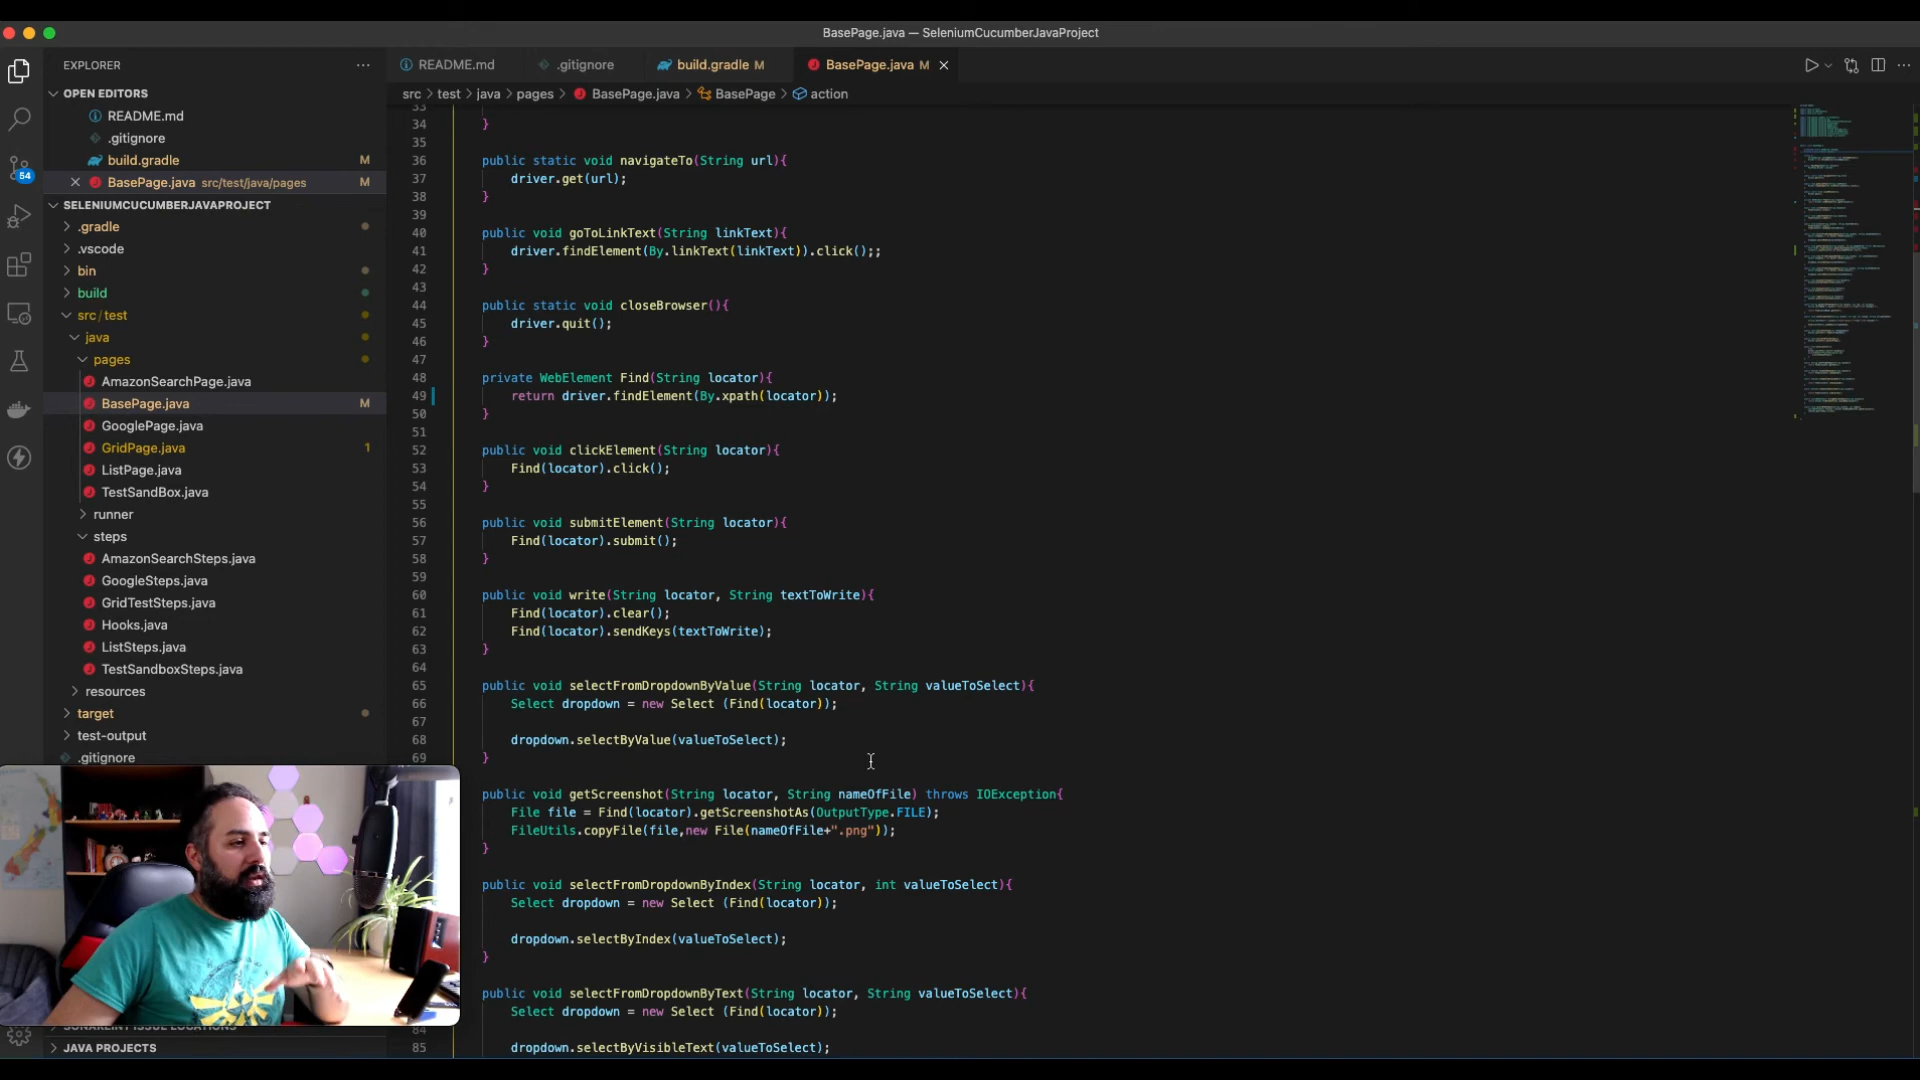 BasePage.java — SeleniumCucumberJavaProject
EXPLORER
README.md
.gitignore
build.gradle M
BasePage.java M
OPEN EDITORS
src > test > java > pages > BasePage.java > BasePage > action
README.md
.gitignore
build.gradle M
BasePage.java src/test/java/pages M
54
SELENIUMCUCUMBERJAVAPROJECT
.gradle
.vscode
bin
build
src/test
java
pages
AmazonSearchPage.java
BasePage.java M
GooglePage.java
GridPage.java 1
ListPage.java
TestSandBox.java
runner
steps
AmazonSearchSteps.java
GoogleSteps.java
GridTestSteps.java
Hooks.java
ListSteps.java
TestSandboxSteps.java
resources
target
test-output
.gitignore
SONARLINT ISSUE LOCATIONS
JAVA PROJECTS
33
34 }
35
36 public static void navigateTo(String url){
37 driver.get(url);
38 }
39
40 public void goToLinkText(String linkText){
41 driver.findElement(By.linkText(linkText)).click();;
42 }
43
44 public static void closeBrowser(){
45 driver.quit();
46 }
47
48 private WebElement Find(String locator){
49 return driver.findElement(By.xpath(locator));
50 }
51
52 public void clickElement(String locator){
53 Find(locator).click();
54 }
55
56 public void submitElement(String locator){
57 Find(locator).submit();
58 }
59
60 public void write(String locator, String textToWrite){
61 Find(locator).clear();
62 Find(locator).sendKeys(textToWrite);
63 }
64
65 public void selectFromDropdownByValue(String locator, String valueToSelect){
66 Select dropdown = new Select (Find(locator));
67
68 dropdown.selectByValue(valueToSelect);
69 }
public void getScreenshot(String locator, String nameOfFile) throws IOException{
File file = Find(locator).getScreenshotAs(OutputType.FILE);
FileUtils.copyFile(file,new File(nameOfFile+".png"));
}
public void selectFromDropdownByIndex(String locator, int valueToSelect){
Select dropdown = new Select (Find(locator));
dropdown.selectByIndex(valueToSelect);
}
public void selectFromDropdownByText(String locator, String valueToSelect){
Select dropdown = new Select (Find(locator));
84
85 dropdown.selectByVisibleText(valueToSelect);